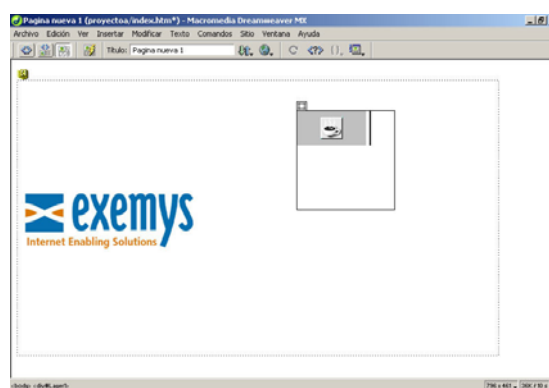 Pagina nueva 1 (proyectoa/index.htm*) - Macromedia Dreamweaver MX
Archivo Edición Ver Insertar Modificar Texto Comandos Sitio Ventana Ayuda
Título: Pagina nueva 1
exemys
Internet Enabling Solutions